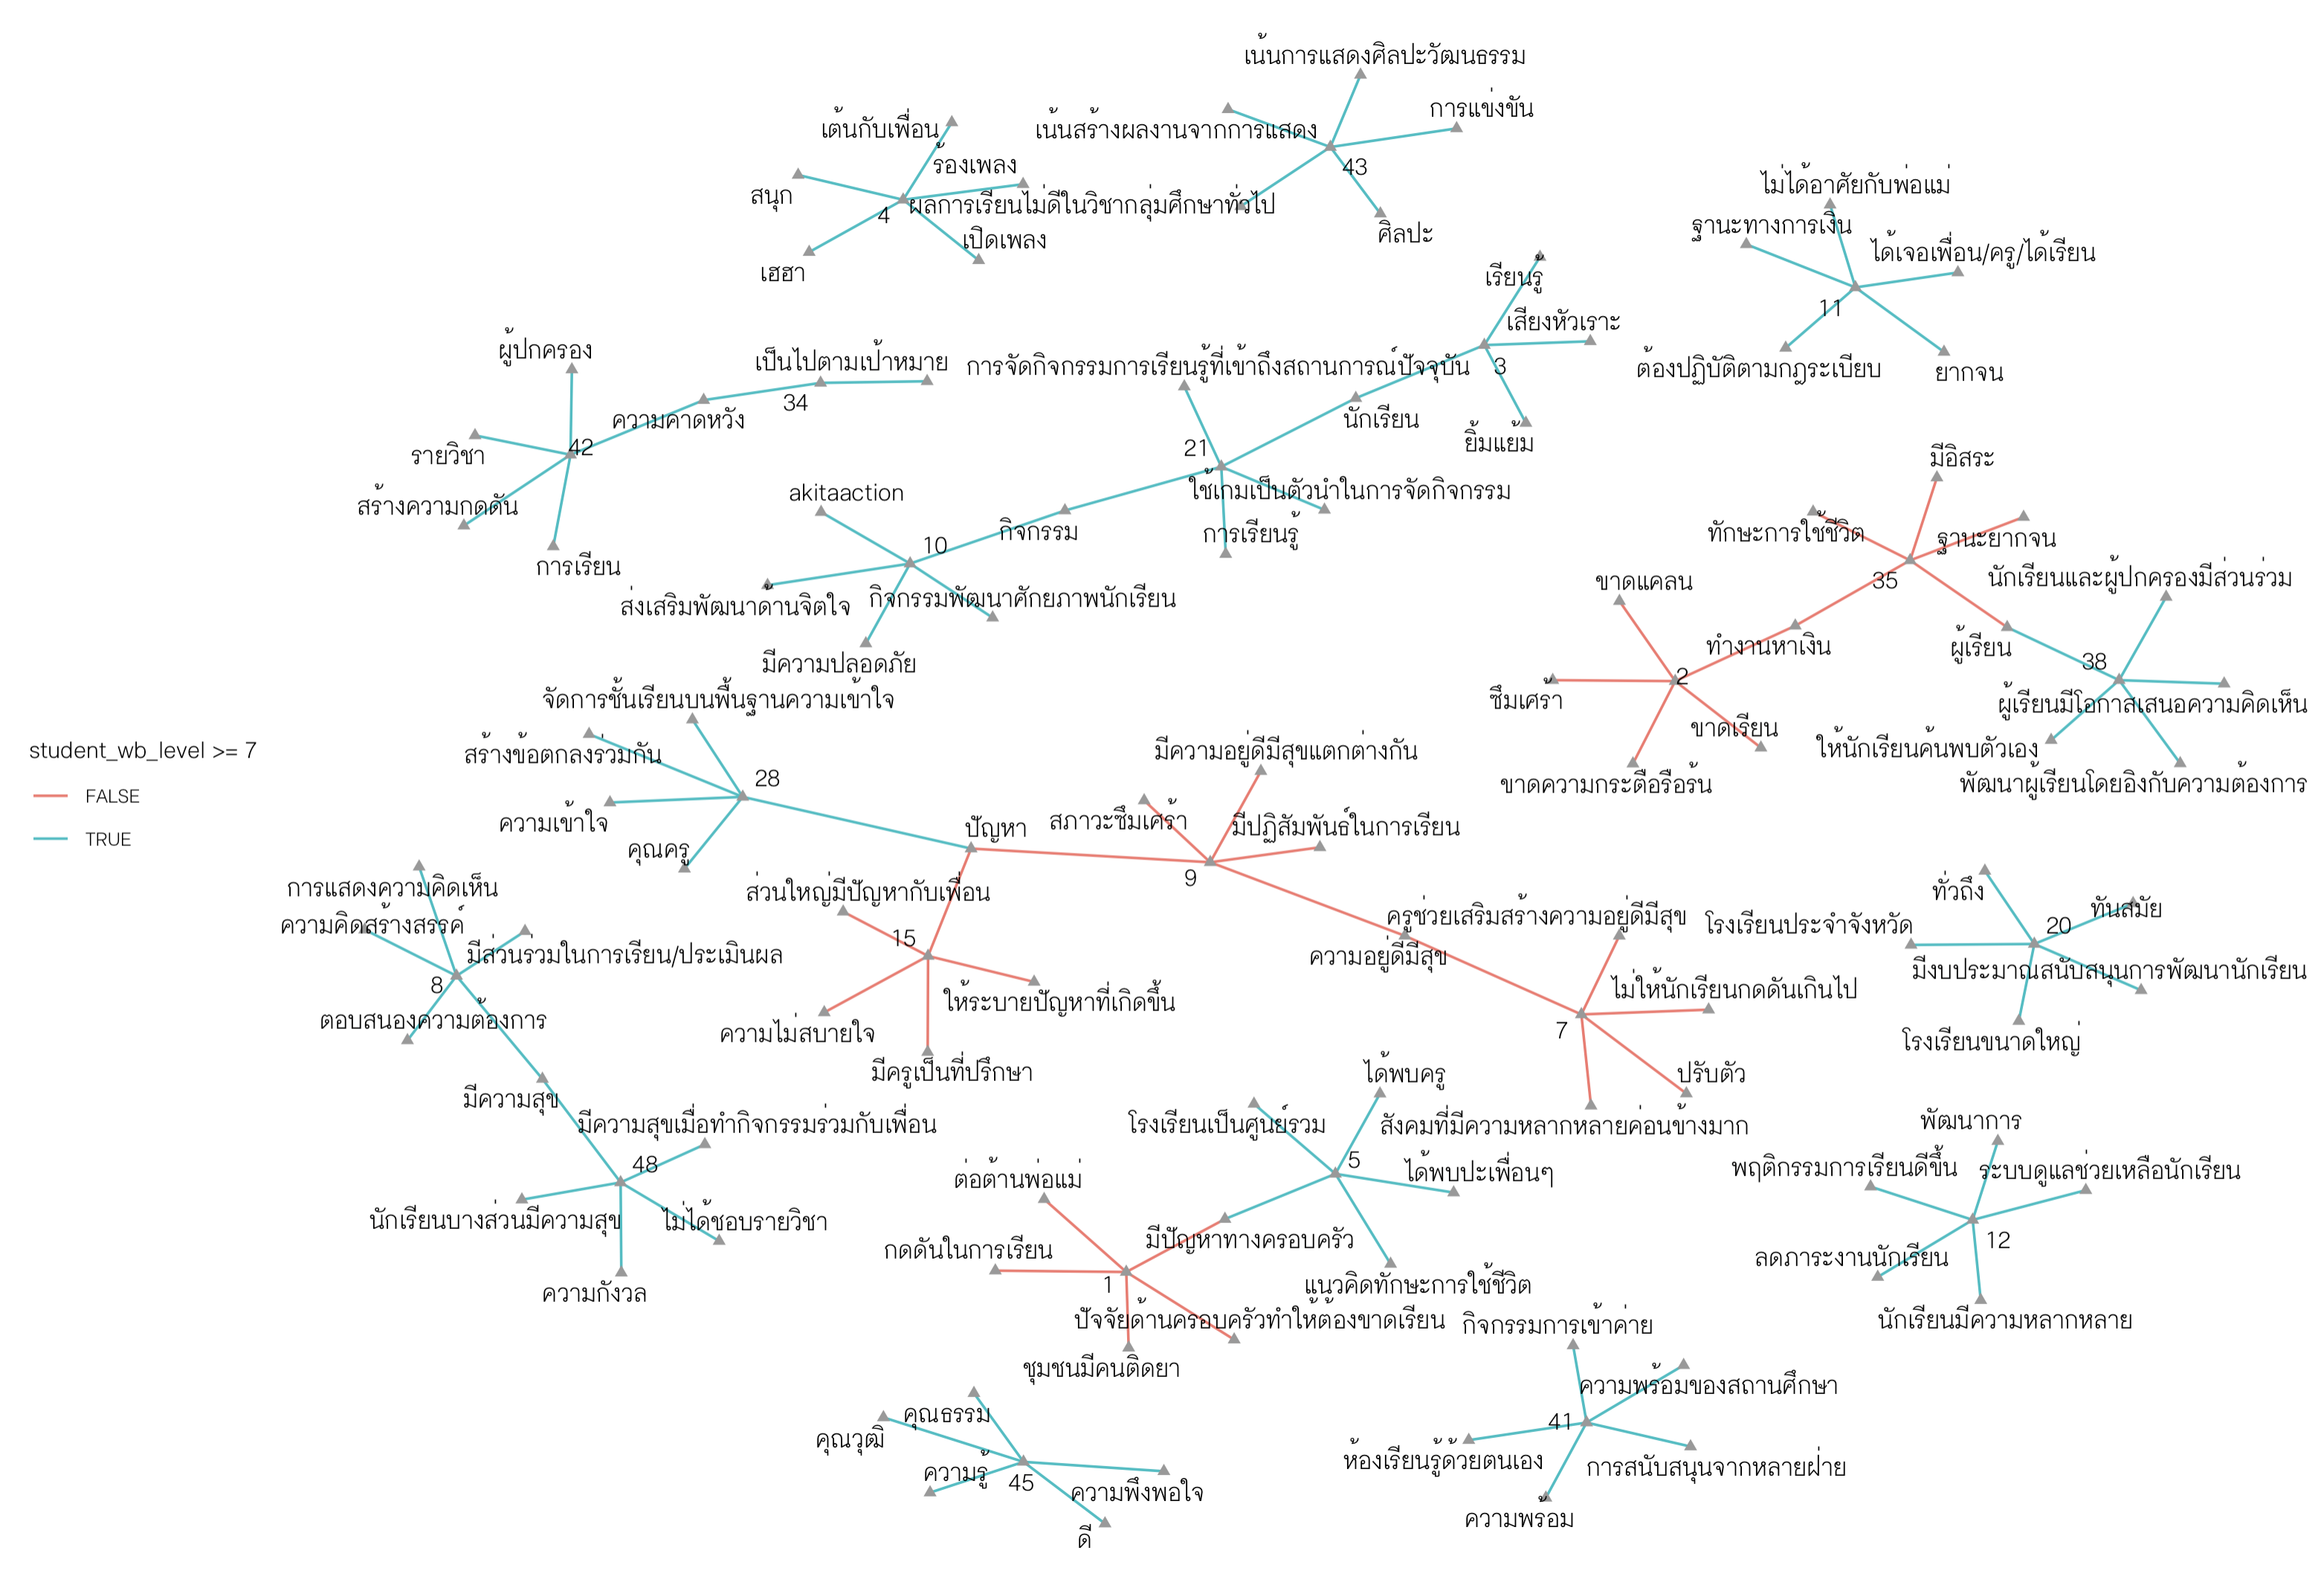 เน้นการแสดงศิลปะวัฒนธรรม
การแข่งขัน
เน้นสร้างผลงานจากการแสดง
43
ผลการเรียนไม่ดีในวิชากลุ่มศึกษาทั่วไป
ศิลปะ
เต้นกับเพื่อน
ร้องเพลง
สนุก
4
เปิดเพลง
เฮฮา
ไม่ได้อาศัยกับพ่อแม่
ฐานะทางการเงิน
ได้เจอเพื่อน/ครู/ได้เรียน
11
ต้องปฏิบัติตามกฎระเบียบ
ยากจน
เรียนรู้
เสียงหัวเราะ
3
ยิ้มแย้ม
นักเรียน
การจัดกิจกรรมการเรียนรู้ที่เข้าถึงสถานการณ์ปัจจุบัน
21
ใช้เกมเป็นตัวนำในการจัดกิจกรรม
การเรียนรู้
ผู้ปกครอง
เป็นไปตามเป้าหมาย
34
ความคาดหวัง
42
รายวิชา
สร้างความกดดัน
การเรียน
akitaaction
10
กิจกรรม
ส่งเสริมพัฒนาด้านจิตใจ
กิจกรรมพัฒนาศักยภาพนักเรียน
มีความปลอดภัย
มีอิสระ
ทักษะการใช้ชีวิต
ฐานะยากจน
35
นักเรียนและผู้ปกครองมีส่วนร่วม
ขาดแคลน
ทำงานหาเงิน
ผู้เรียน
38
2
ซึมเศร้า
ขาดเรียน
ขาดความกระตือรือร้น
ผู้เรียนมีโอกาสเสนอความคิดเห็น
ให้นักเรียนค้นพบตัวเอง
พัฒนาผู้เรียนโดยอิงกับความต้องการ
student_wb_level >= 7
FALSE
TRUE
จัดการชั้นเรียนบนพื้นฐานความเข้าใจ
สร้างข้อตกลงร่วมกัน
28
ความเข้าใจ
คุณครู
ปัญหา
มีความอยู่ดีมีสุขแตกต่างกัน
สภาวะซึมเศร้า
มีปฏิสัมพันธ์ในการเรียน
9
ส่วนใหญ่มีปัญหากับเพื่อน
15
ให้ระบายปัญหาที่เกิดขึ้น
ความไม่สบายใจ
มีครูเป็นที่ปรึกษา
การแสดงความคิดเห็น
ความคิดสร้างสรรค์
มีส่วนร่วมในการเรียน/ประเมินผล
8
ตอบสนองความต้องการ
มีความสุข
มีความสุขเมื่อทำกิจกรรมร่วมกับเพื่อน
48
นักเรียนบางส่วนมีความสุข
ไม่ได้ชอบรายวิชา
ความกังวล
ครูช่วยเสริมสร้างความอยู่ดีมีสุข
ความอยู่ดีมีสุข
ไม่ให้นักเรียนกดดันเกินไป
7
ปรับตัว
สังคมที่มีความหลากหลายค่อนข้างมาก
ทั่วถึง
ทันสมัย
โรงเรียนประจำจังหวัด
20
มีงบประมาณสนับสนุนการพัฒนานักเรียน
โรงเรียนขนาดใหญ่
ได้พบครู
โรงเรียนเป็นศูนย์รวม
5
ได้พบปะเพื่อนๆ
แนวคิดทักษะการใช้ชีวิต
มีปัญหาทางครอบครัว
ต่อต้านพ่อแม่
กดดันในการเรียน
1
ปัจจัยด้านครอบครัวทำให้ต้องขาดเรียน
ชุมชนมีคนติดยา
พัฒนาการ
พฤติกรรมการเรียนดีขึ้น
ระบบดูแลช่วยเหลือนักเรียน
12
ลดภาระงานนักเรียน
นักเรียนมีความหลากหลาย
กิจกรรมการเข้าค่าย
ความพร้อมของสถานศึกษา
41
ห้องเรียนรู้ด้วยตนเอง
การสนับสนุนจากหลายฝ่าย
ความพร้อม
คุณธรรม
คุณวุฒิ
ความรู้
45
ความพึงพอใจ
ดี